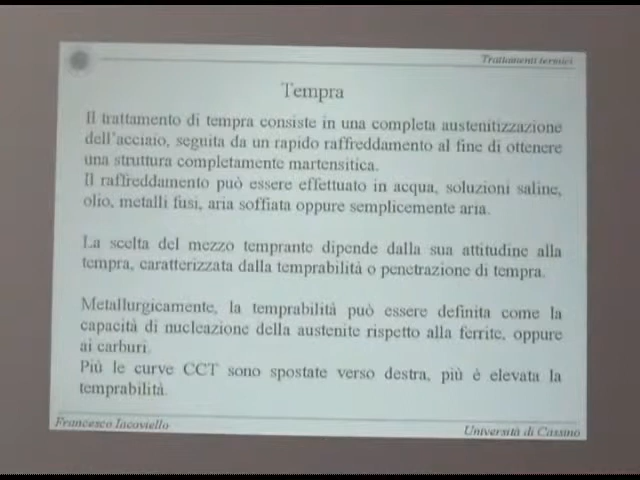 Trattamenti termici
Tempra
Il trattamento di tempra consiste in una completa austenitizzazione
dell'acciaio, seguita da un rapido raffreddamento al fine di ottenere
una struttura completamente martensitica.
Il raffreddamento può essere effettuato in acqua, soluzioni saline,
olio, metalli fusi, aria soffiata oppure semplicemente aria.
La scelta del mezzo temprante dipende dalla sua attitudine alla
tempra, caratterizzata dalla temprabilità o penetrazione di tempra.
Metallurgicamente, la temprabilità può essere definita come la
capacità di nucleazione della austenite rispetto alla ferrite, oppure
ai carburi.
Più le curve CCT sono spostate verso destra, più è elevata la
temprabilità.
Francesco Iacoviello
Università di Cassino